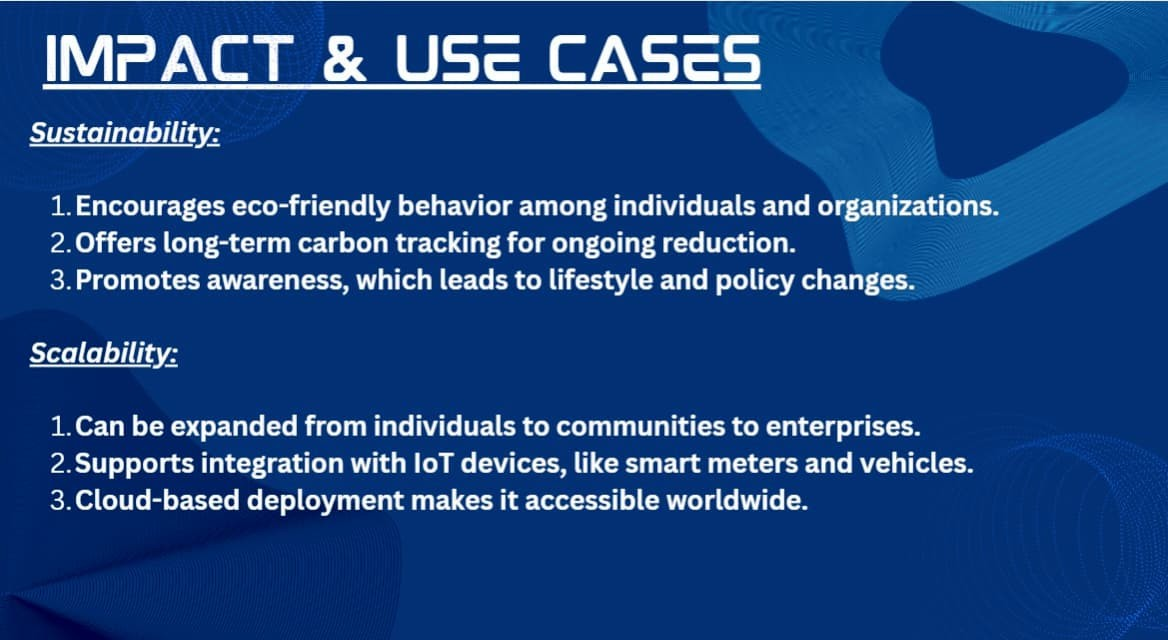 IMPACT & USE CASES
Sustainability:
1. Encourages eco-friendly behavior among individuals and organizations.
2. Offers long-term carbon tracking for ongoing reduction.
3. Promotes awareness, which leads to lifestyle and policy changes.
Scalability:
1. Can be expanded from individuals to communities to enterprises.
2. Supports integration with IoT devices, like smart meters and vehicles.
3. Cloud-based deployment makes it accessible worldwide.